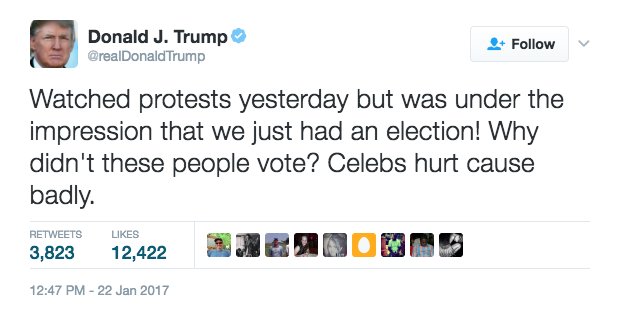 Donald J. Trump
@realDonaldTrump
Follow
Watched protests yesterday but was under the
impression that we just had an election! Why
didn't these people vote? Celebs hurt cause
badly.
RETWEETS LIKES
3,823 12,422
12:47 PM - 22 Jan 2017